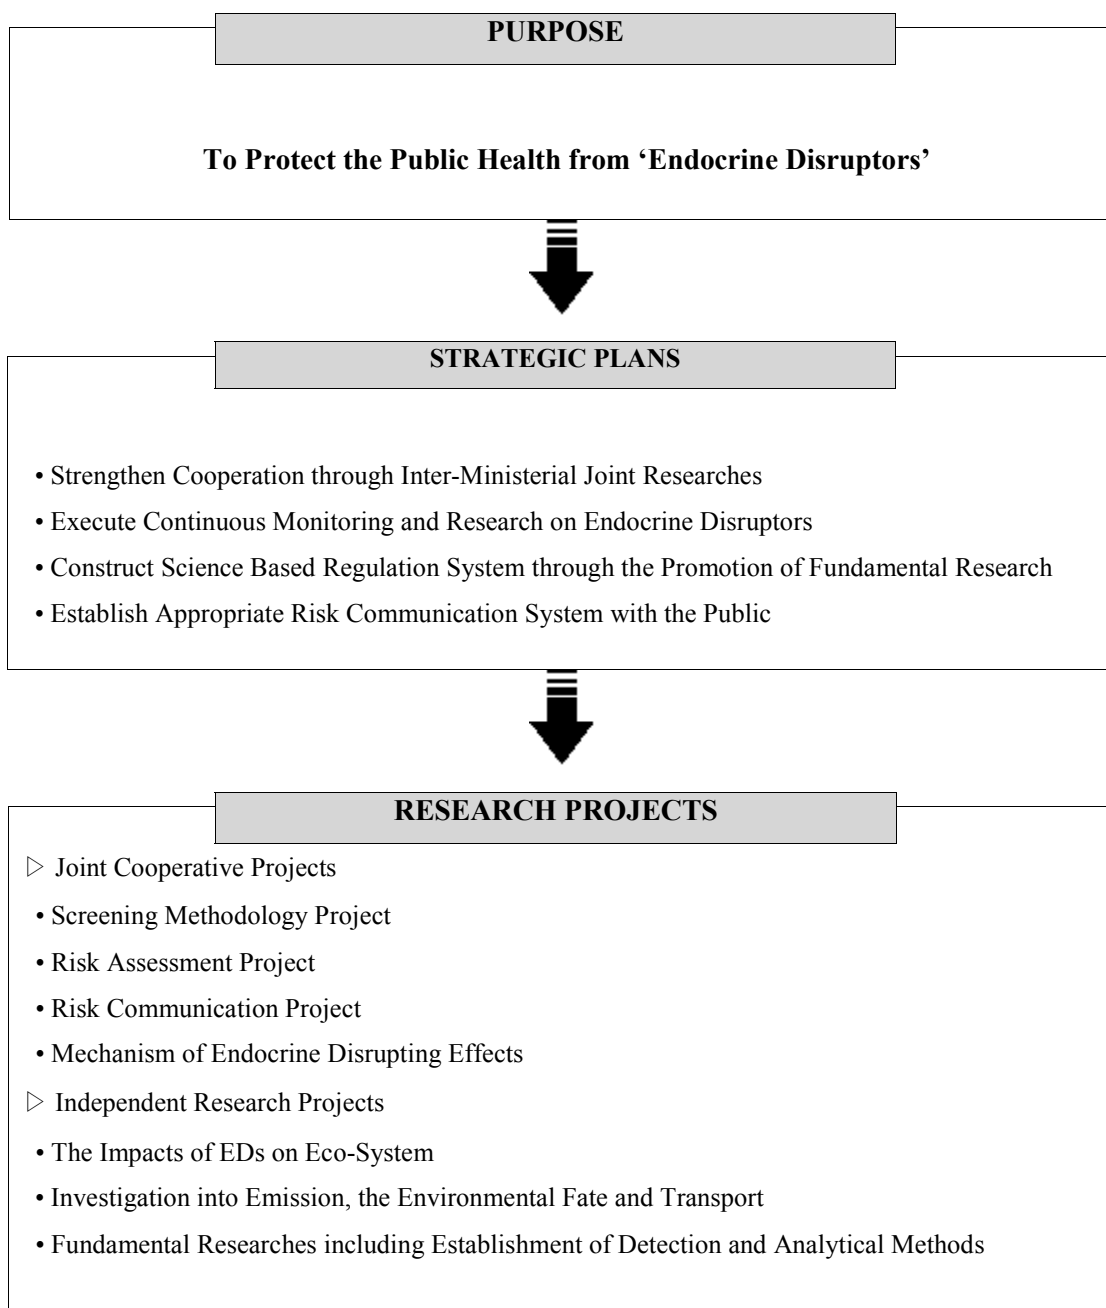 PURPOSE
To Protect the Public Health from ‘Endocrine Disruptors’
STRATEGIC PLANS
• Strengthen Cooperation through Inter-Ministerial Joint Researches
• Execute Continuous Monitoring and Research on Endocrine Disruptors
• Construct Science Based Regulation System through the Promotion of Fundamental Research
• Establish Appropriate Risk Communication System with the Public
RESEARCH PROJECTS
▷ Joint Cooperative Projects
• Screening Methodology Project
• Risk Assessment Project
• Risk Communication Project
• Mechanism of Endocrine Disrupting Effects
▷ Independent Research Projects
• The Impacts of EDs on Eco-System
• Investigation into Emission, the Environmental Fate and Transport
• Fundamental Researches including Establishment of Detection and Analytical Methods